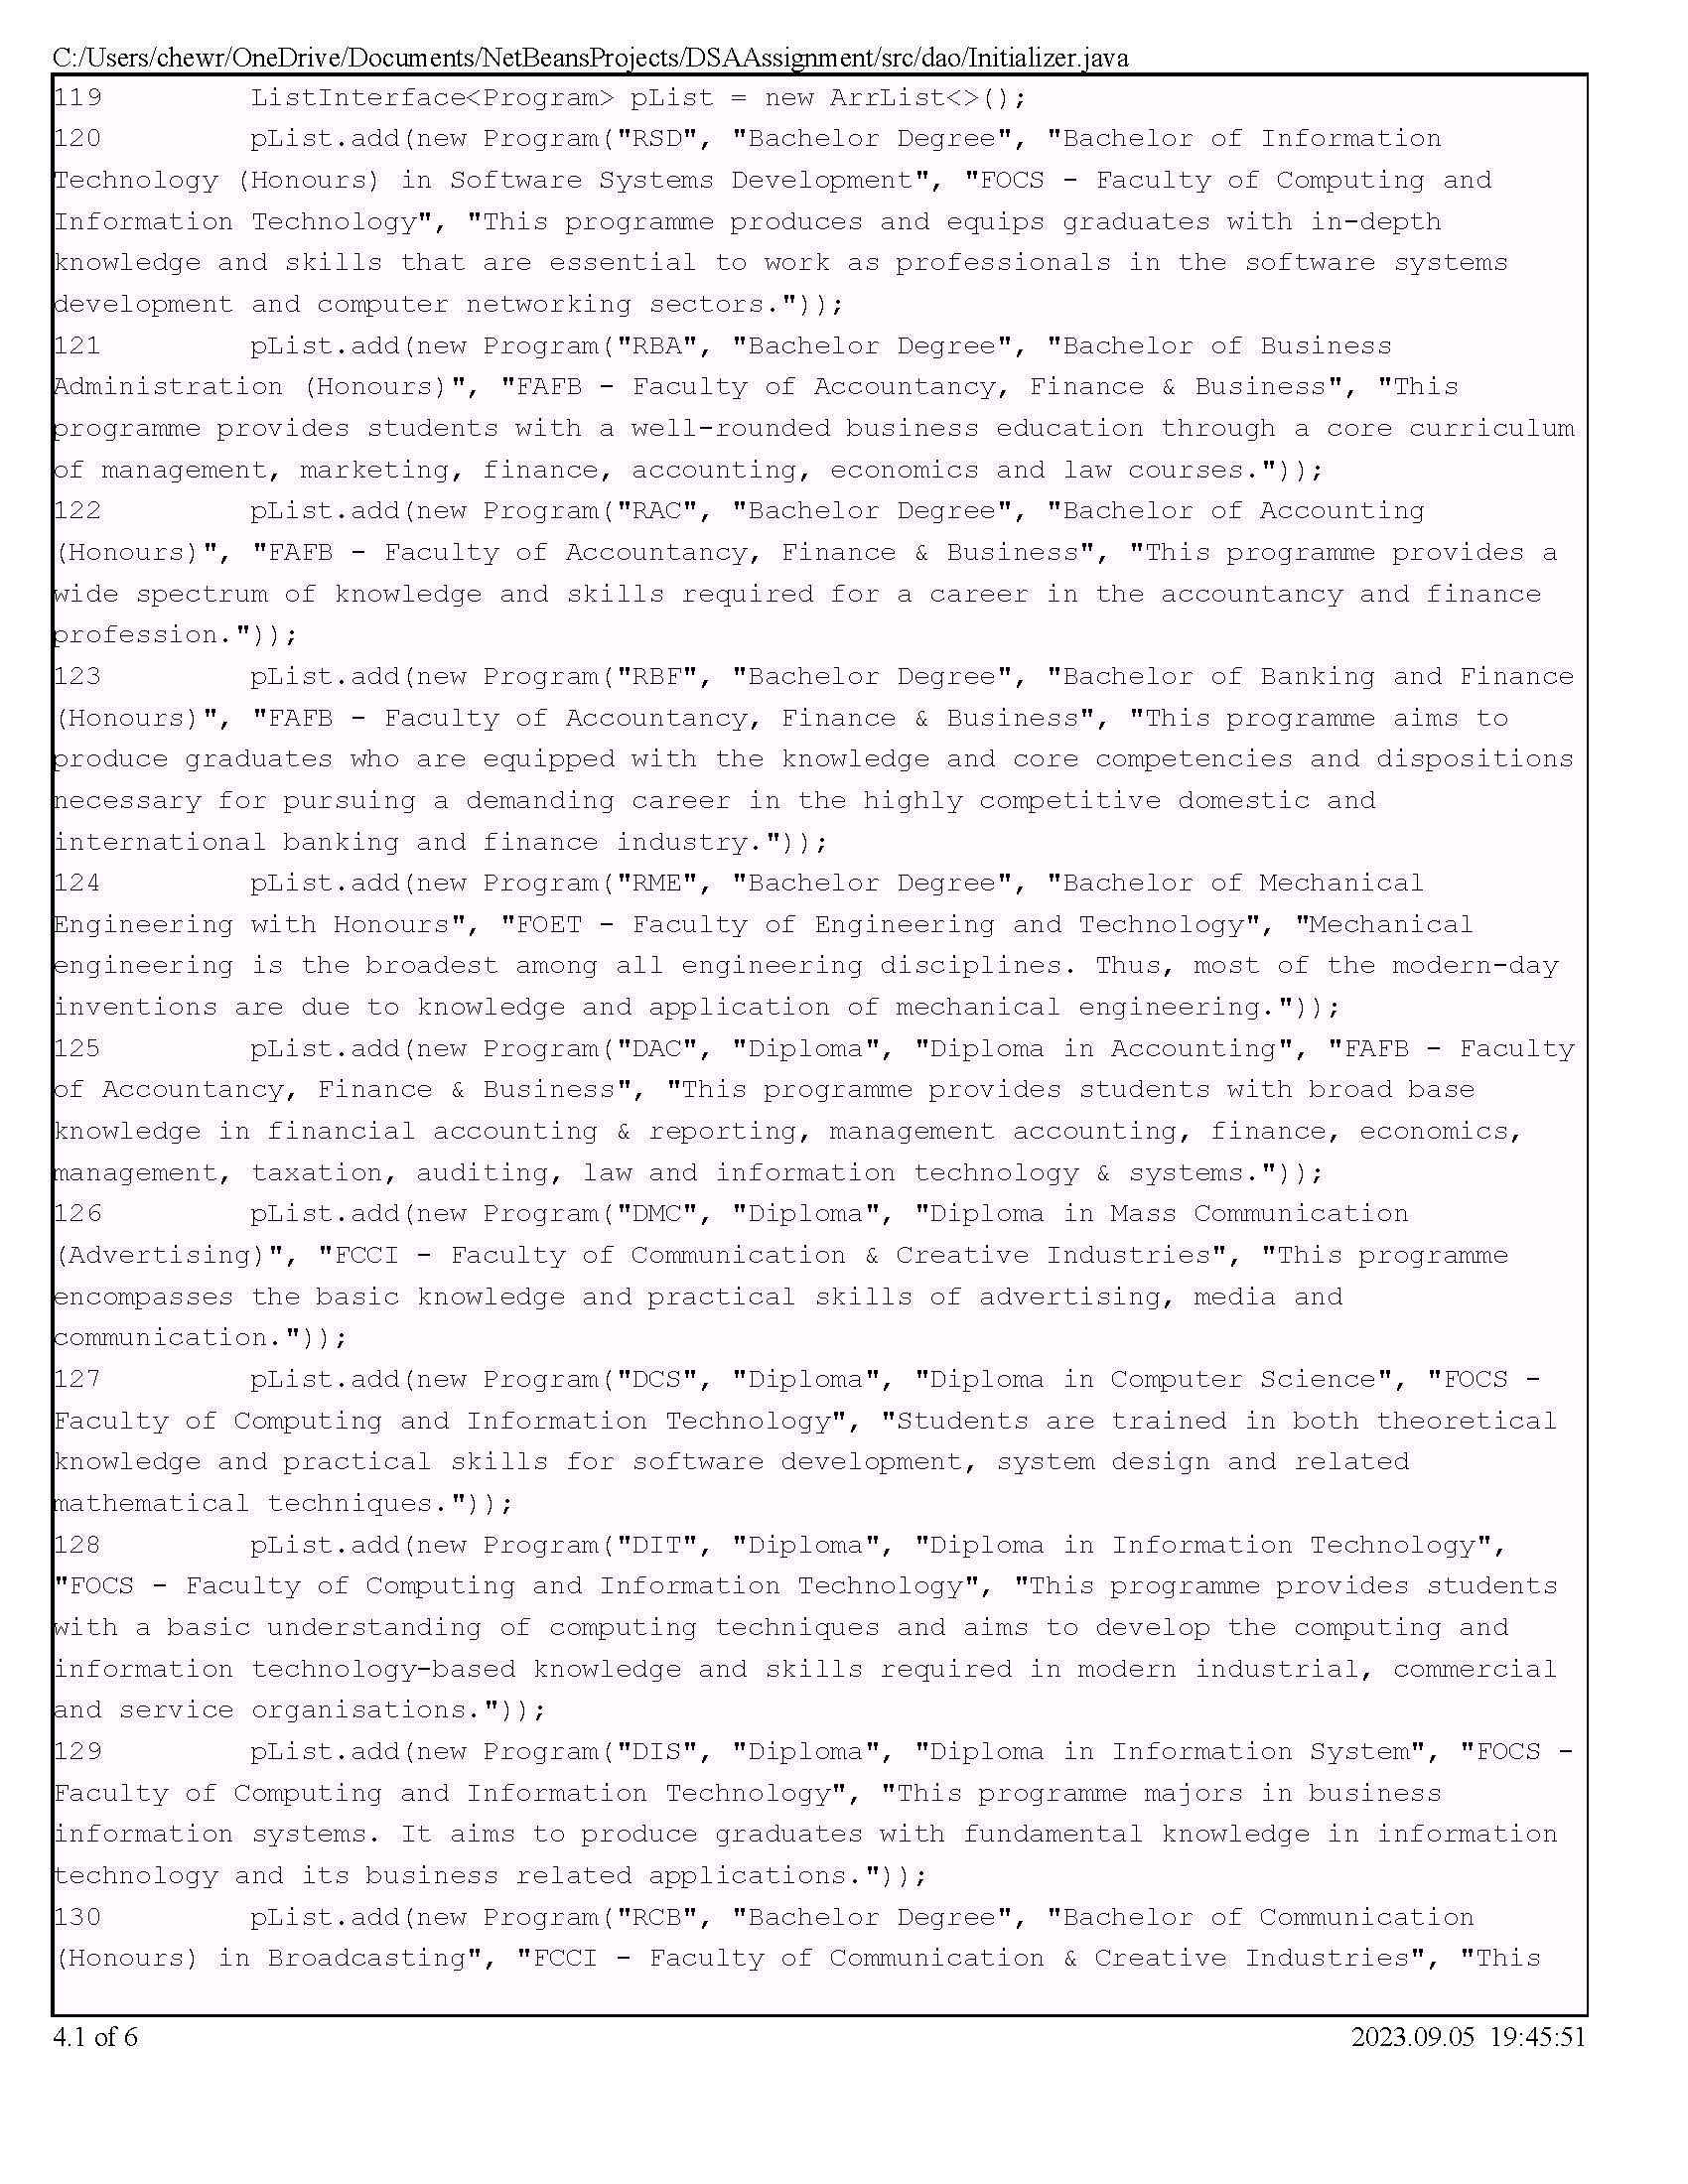 C:/Users/chewr/OneDrive/Documents/NetBeansProjects/DSAAssignment/src/dao/Initializer.java
119         ListInterface<Program> pList = new ArrList<>();
120         pList.add(new Program("RSD", "Bachelor Degree", "Bachelor of Information
Technology (Honours) in Software Systems Development", "FOCS - Faculty of Computing and
Information Technology", "This programme produces and equips graduates with in-depth
knowledge and skills that are essential to work as professionals in the software systems
development and computer networking sectors."));
121         pList.add(new Program("RBA", "Bachelor Degree", "Bachelor of Business
Administration (Honours)", "FAFB - Faculty of Accountancy, Finance & Business", "This
programme provides students with a well-rounded business education through a core curriculum
of management, marketing, finance, accounting, economics and law courses."));
122         pList.add(new Program("RAC", "Bachelor Degree", "Bachelor of Accounting
(Honours)", "FAFB - Faculty of Accountancy, Finance & Business", "This programme provides a
wide spectrum of knowledge and skills required for a career in the accountancy and finance
profession."));
123         pList.add(new Program("RBF", "Bachelor Degree", "Bachelor of Banking and Finance
(Honours)", "FAFB - Faculty of Accountancy, Finance & Business", "This programme aims to
produce graduates who are equipped with the knowledge and core competencies and dispositions
necessary for pursuing a demanding career in the highly competitive domestic and
international banking and finance industry."));
124         pList.add(new Program("RME", "Bachelor Degree", "Bachelor of Mechanical
Engineering with Honours", "FOET - Faculty of Engineering and Technology", "Mechanical
engineering is the broadest among all engineering disciplines. Thus, most of the modern-day
inventions are due to knowledge and application of mechanical engineering."));
125         pList.add(new Program("DAC", "Diploma", "Diploma in Accounting", "FAFB - Faculty
of Accountancy, Finance & Business", "This programme provides students with broad base
knowledge in financial accounting & reporting, management accounting, finance, economics,
management, taxation, auditing, law and information technology & systems."));
126         pList.add(new Program("DMC", "Diploma", "Diploma in Mass Communication
(Advertising)", "FCCI - Faculty of Communication & Creative Industries", "This programme
encompasses the basic knowledge and practical skills of advertising, media and
communication."));
127         pList.add(new Program("DCS", "Diploma", "Diploma in Computer Science", "FOCS -
Faculty of Computing and Information Technology", "Students are trained in both theoretical
knowledge and practical skills for software development, system design and related
mathematical techniques."));
128         pList.add(new Program("DIT", "Diploma", "Diploma in Information Technology",
"FOCS - Faculty of Computing and Information Technology", "This programme provides students
with a basic understanding of computing techniques and aims to develop the computing and
information technology-based knowledge and skills required in modern industrial, commercial
and service organisations."));
129         pList.add(new Program("DIS", "Diploma", "Diploma in Information System", "FOCS -
Faculty of Computing and Information Technology", "This programme majors in business
information systems. It aims to produce graduates with fundamental knowledge in information
technology and its business related applications."));
130         pList.add(new Program("RCB", "Bachelor Degree", "Bachelor of Communication
(Honours) in Broadcasting", "FCCI - Faculty of Communication & Creative Industries", "This
4.1 of 6
2023.09.05  19:45:51